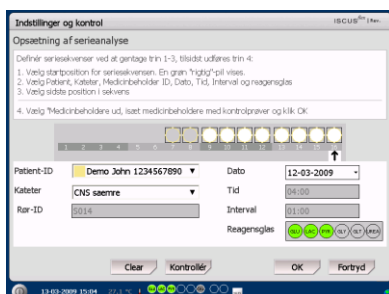 Indstillinger og kontrol
ISCUSflex | Rev.
Opsætning af serieanalyse
Definér seriesekvenser ved at gentage trin 1-3, tilsidst udføres trin 4:
1. Vælg startposition for seriesekvensen. En grøn "rigtig"-pil vises.
2. Vælg Patient, Kateter, Medicinbeholder ID, Dato, Tid, Interval og reagensglas
3. Vælg sidste position i sekvens
4. Vælg "Medicinbeholdere ud, isæt medicinbeholdere med kontrolprøver og klik OK
1 2 3 4 5 6 7 8 9 10 11 12 13 14 15 16
Patient-ID Demo John 1234567890 Dato 12-03-2009
Kateter CNS saemre Tid 04:00
Rør-ID 5014 Interval 01:00
Reagensglas GLU LAC PYR GLY GLT UREA
Clear Kontrollér OK Fortryd
13-03-2009 15:04 27.1 °C